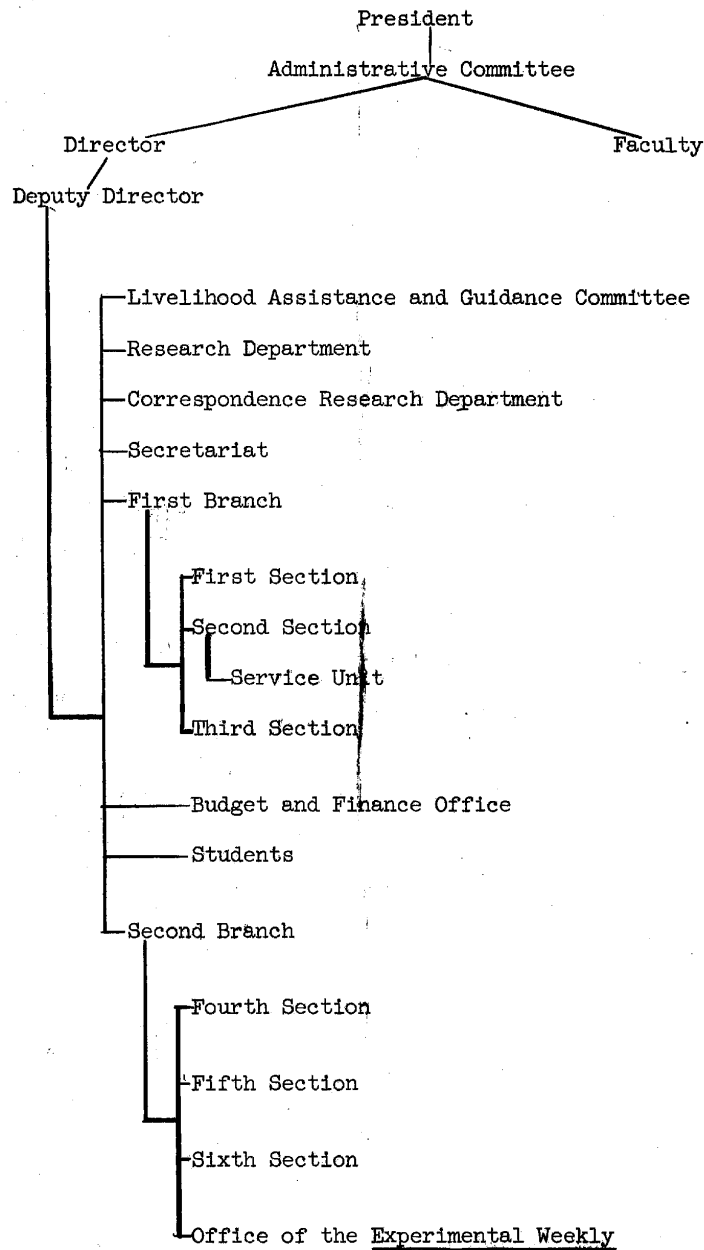 President
Administrative Committee
Director Faculty
Deputy Director
Livelihood Assistance and Guidance Committee
Research Department
Correspondence Research Department
Secretariat
First Branch
First Section
Second Section
Service Unit
Third Section
Budget and Finance Office
Students
Second Branch
Fourth Section
Fifth Section
Sixth Section
Office of the Experimental Weekly